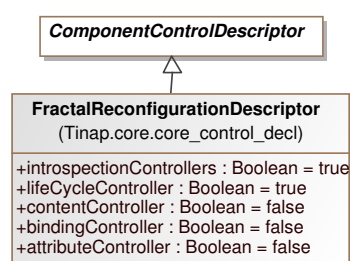 ComponentControlDescriptor
FractalReconfigurationDescriptor
(Tinap.core.core_control_decl)
+introspectionControllers : Boolean = true
+lifeCycleController : Boolean = true
+contentController : Boolean = false
+bindingController : Boolean = false
+attributeController : Boolean = false